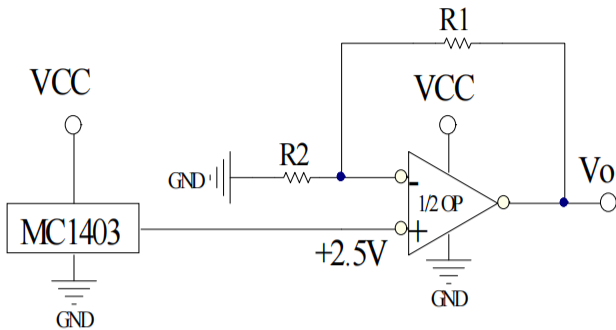 R1
VCC
VCC
R2
Vo
GND
-
1/2 OP
MC1403
+
+2.5V
GND
GND